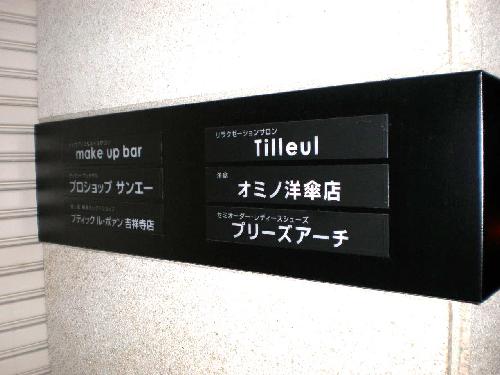 make up bar
プロショップ サンエー
ブティック ル・ボァン 吉祥寺店
リラクゼーションサロン
Tilleul
洋傘
オミノ洋傘店
セミオーダー・レディースシューズ
ブリーズアーチ